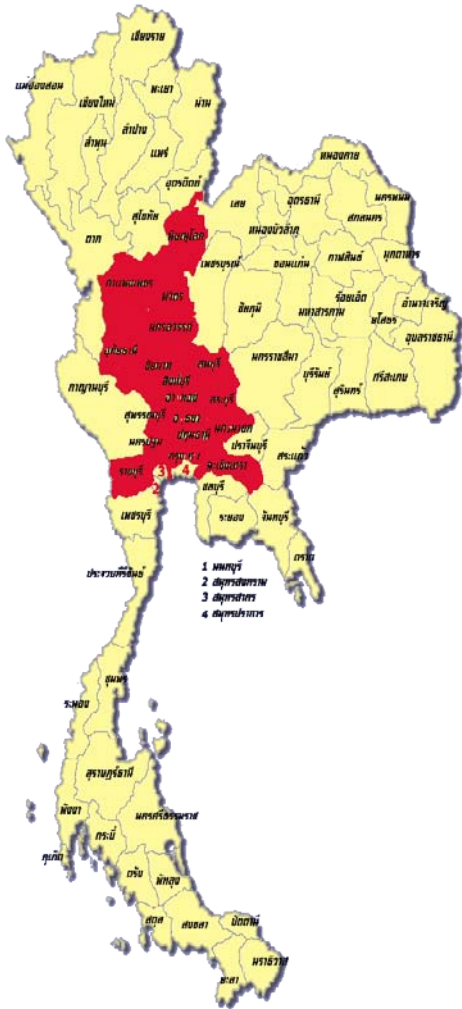 เชียงราย
แม่ฮ่องสอน
พะเยา
เชียงใหม่
น่าน
ลำปาง
ลำพูน
แพร่
อุตรดิตถ์
หนองคาย
เลย
อุดรธานี
นครพนม
สกลนคร
สุโขทัย
หนองบัวลำภู
พิษณุโลก
ตาก
เพชรบูรณ์
ขอนแก่น
กาฬสินธุ์
มุกดาหาร
กำแพงเพชร
พิจิตร
ชัยภูมิ
ร้อยเอ็ด
มหาสารคาม
ยโสธร
อำนาจเจริญ
นครสวรรค์
อุบลราชธานี
อุทัยธานี
ชัยนาท
ลพบุรี
นครราชสีมา
สิงห์บุรี
บุรีรัมย์
สุรินทร์
ศรีสะเกษ
กาญจนบุรี
สระบุรี
สุพรรณบุรี
นครนายก
ปทุมธานี
นครปฐม
ปราจีนบุรี
สระแก้ว
ราชบุรี
3
4
ฉะเชิงเทรา
2
ชลบุรี
เพชรบุรี
ระยอง
จันทบุรี
ตราด
ประจวบคีรีขันธ์
1 นนทบุรี
2 สมุทรสงคราม
3 สมุทรสาคร
4 สมุทรปราการ
ชุมพร
ระนอง
สุราษฎร์ธานี
พังงา
นครศรีธรรมราช
กระบี่
ภูเก็ต
ตรัง
พัทลุง
สตูล
สงขลา
ปัตตานี
นราธิวาส
ยะลา